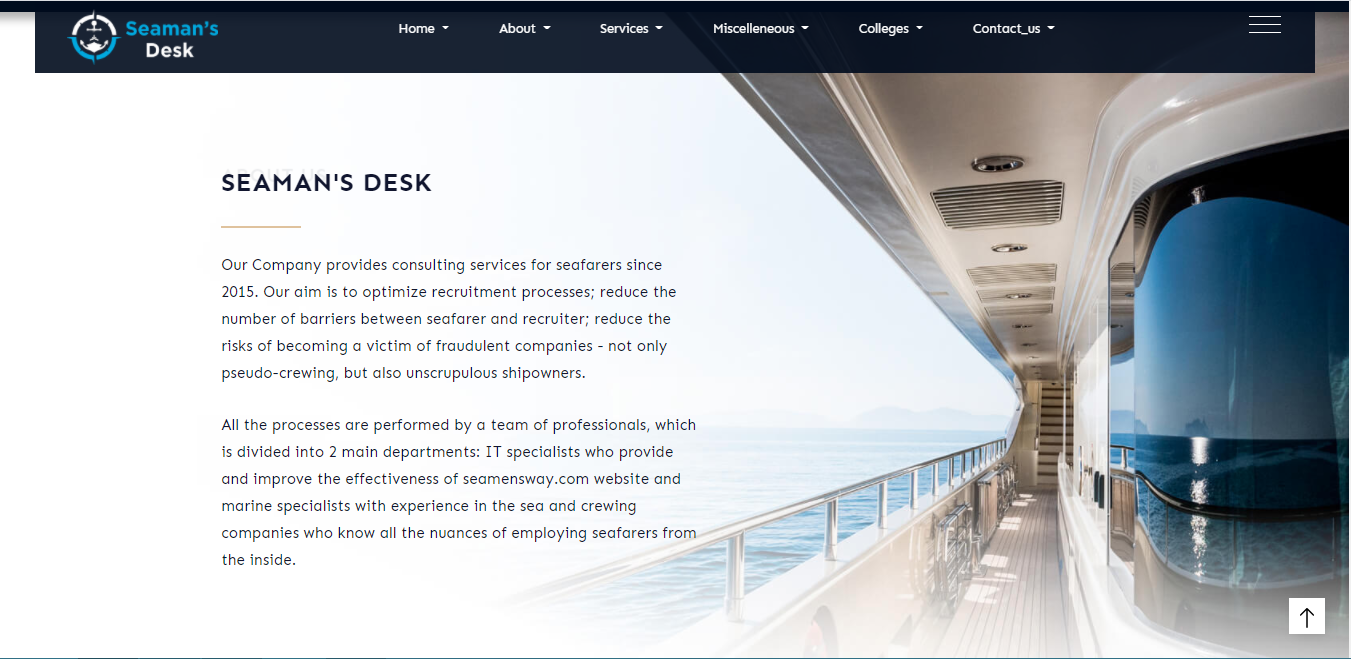 Seaman's
Desk
Home
About
Services
Miscelleneous
Colleges
Contact_us
SEAMAN'S DESK
Our Company provides consulting services for seafarers since
2015. Our aim is to optimize recruitment processes; reduce the
number of barriers between seafarer and recruiter; reduce the
risks of becoming a victim of fraudulent companies - not only
pseudo-crewing, but also unscrupulous shipowners.
All the processes are performed by a team of professionals, which
is divided into 2 main departments: IT specialists who provide
and improve the effectiveness of seamensway.com website and
marine specialists with experience in the sea and crewing
companies who know all the nuances of employing seafarers from
the inside.